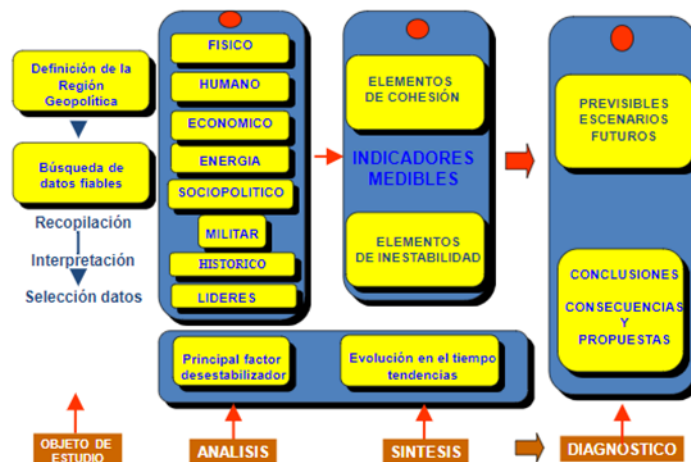 Definición de la
Región
Geopolítica
Búsqueda de
datos fiables
Recopilación
Interpretación
Selección datos
FISICO
HUMANO
ECONOMICO
ENERGIA
SOCIOPOLITICO
MILITAR
HISTORICO
LIDERES
ELEMENTOS
DE COHESIÓN
INDICADORES
MEDIBLES
ELEMENTOS
DE INESTABILIDAD
PREVISIBLES
ESCENARIOS
FUTUROS
CONCLUSIONES
CONSECUENCIAS
Y
PROPUESTAS
Principal factor
desestabilizador
Evolución en el tiempo
tendencias
OBJETO DE
ESTUDIO
ANALISIS
SINTESIS
DIAGNOSTICO